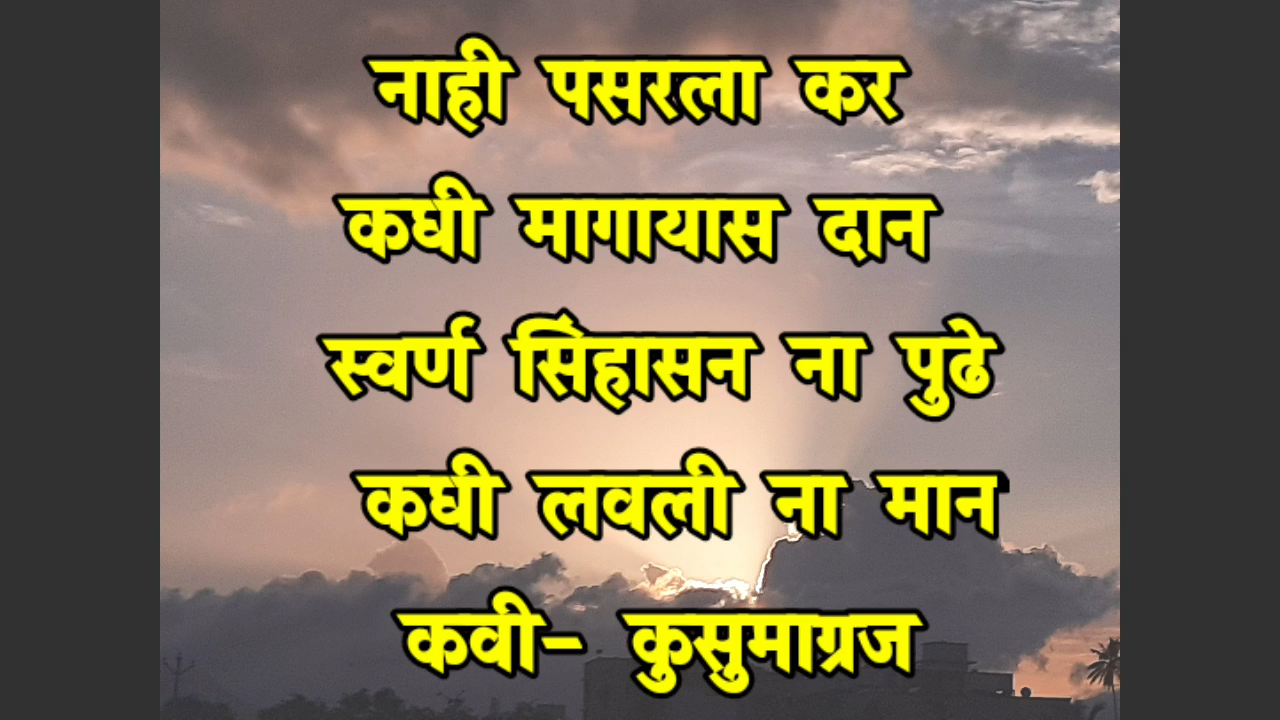 नाही पसरला कर
कधी मागायास दान
स्वर्ण सिंहासन ना पुढे
कधी लवली ना मान
कवी- कुसुमाग्रज